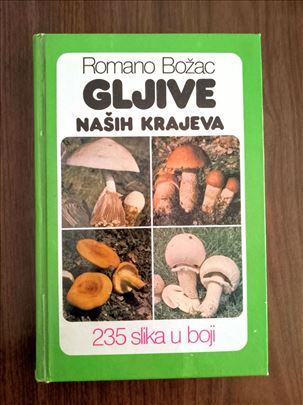 Romano Božac
GLJIVE
NAŠIH KRAJEVA
235 slika u boji